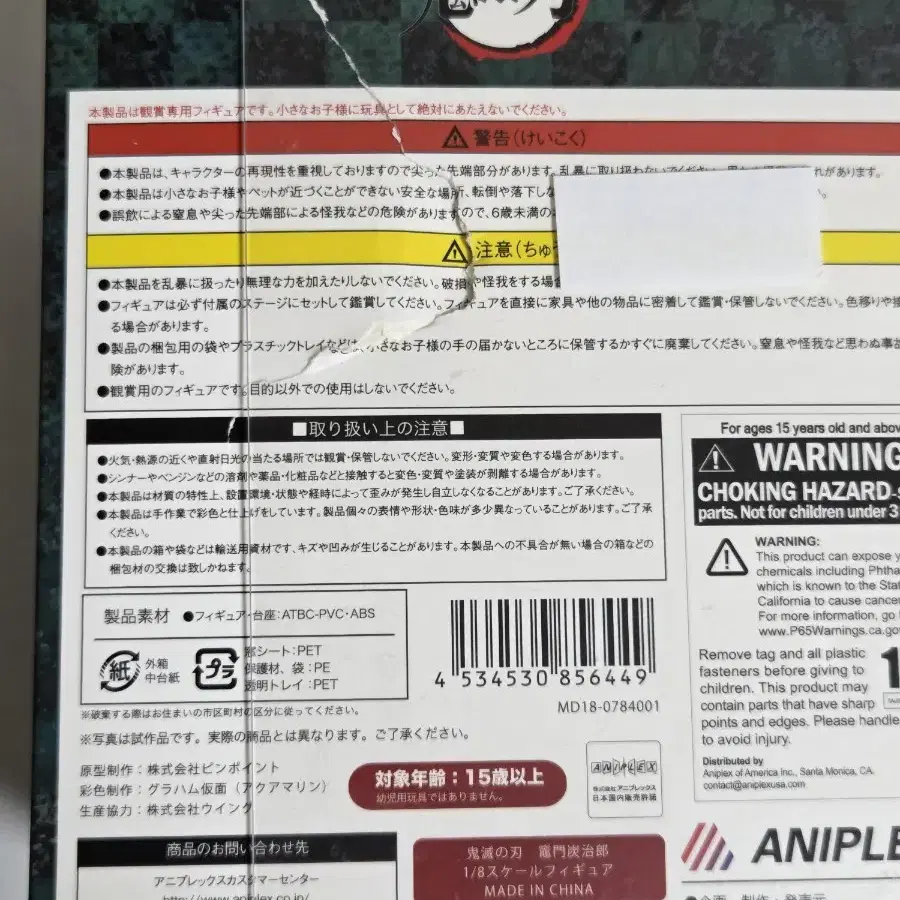 本製品は観賞専用フィギュアです。小さなお子様に玩具として絶対にあたえないでください。
警告(けいこく)
●本製品は、キャラクターの再現性を重視しておりますので尖った先端部分があります。乱暴に取り扱わないでください。
●本製品は小さなお子様やペットが近づくことができない安全な場所、転倒や落下しな
●誤飲による窒息や尖った先端部による怪我などの危険がありますので、6歳未満の
注意(ちゅう
●本製品を乱暴に扱ったり無理な力を加えたりしないでください。破損や怪我をする場合
●フィギュアは必ず付属のステージにセットして鑑賞してください。フィギュアを直接に家具や他の物品に密着して鑑賞・保管しないでください。色移りや接
る場合があります。
●製品の梱包用の袋やプラスチックトレイなどは、小さなお子様の手の届かないところに保管するかすぐに廃棄してください。窒息や怪我など思わぬ事故
険があります。
●観賞用のフィギュアです。目的以外での使用はしないでください。
■取り扱い上の注意■
●火気・熱源の近くや直射日光の当たる場所では観賞・保管しないでください。変形・変質や変色する場合があります。
●シンナーやベンジンなどの溶剤や薬品・化粧品などと接触すると変色・変質や塗装が剥離する場合があります。
●本製品は材質の特性上、設置環境・状態や経時によって歪みが発生し自立しなくなることがあります。ご了承ください。
●本製品は手作業で彩色と仕上げをしています。製品個々の表情や形状・色味が多少異なっていることがあります。ご了承
ください。
●本製品の箱や袋などは輸送用資材です、キズや凹みが生じることがあります。本製品への不具合が無い場合の箱などの
梱包材の交換は致しかねます。
For ages 15 years old and abov
WARNING
CHOKING HAZARD-s
parts. Not for children under 3
WARNING:
This product can expose y
chemicals including Phtha
which is known to the Stat
California to cause cancer
For more information, go
www.P65Warnings.ca.gov
Remove tag and all plastic
fasteners before giving to
children. This product may
contain parts that have sharp
points and edges. Please handle
to avoid injury.
Distributed by
Aniplex of America Inc., Santa Monica, CA.
contact@aniplexusa.com
製品素材 ●フィギュア・台座:ATBC-PVC・ABS
紙 外箱
中台紙
プラ
部シート:PET
保護材、袋:PE
透明トレイ:PET
4 534530 856449
MD18-0784001
※破棄する際はお住まいの市区町村の区分に従ってください。
※写真は試作品です。実際の商品とは異なります。ご了承ください。
原型制作:株式会社ピンポイント
彩色制作:グラハム仮面(アクアマリン)
生産協力:株式会社ウイング
対象年齢:15歳以上
幼児用玩具ではありません。
ANIPLEX
株式会社アニプレックス
日本国内販売許諾
商品のお問い合わせ先
アニプレックスカスタマーセンター
http://www.aniplex.co.jp/
鬼滅の刃 竈門炭治郎
1/8スケールフィギュア
MADE IN CHINA
ANIPLE
●企画・制作・発売元